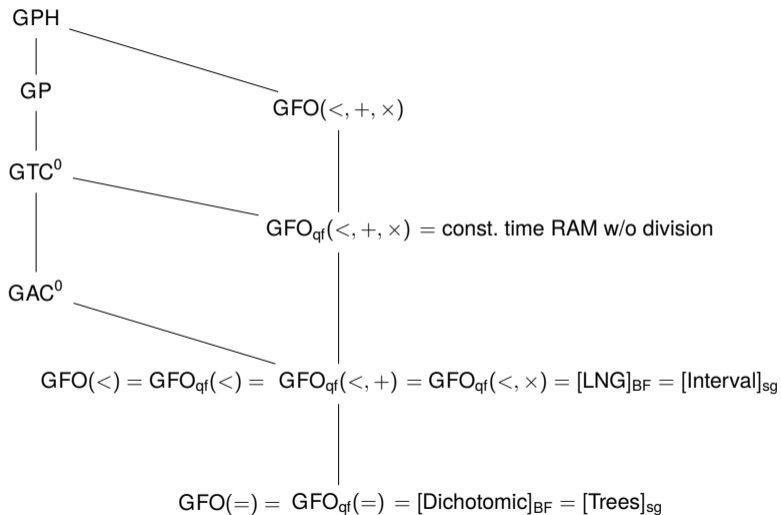 GPH
GP
GFO(<, +, ×)
GTC⁰
GFO_qf(<, +, ×) = const. time RAM w/o division
GAC⁰
GFO(<) = GFO_qf(<) = GFO_qf(<, +) = GFO_qf(<, ×) = [LNG]_BF = [Interval]_sg
GFO(=) = GFO_qf(=) = [Dichotomic]_BF = [Trees]_sg